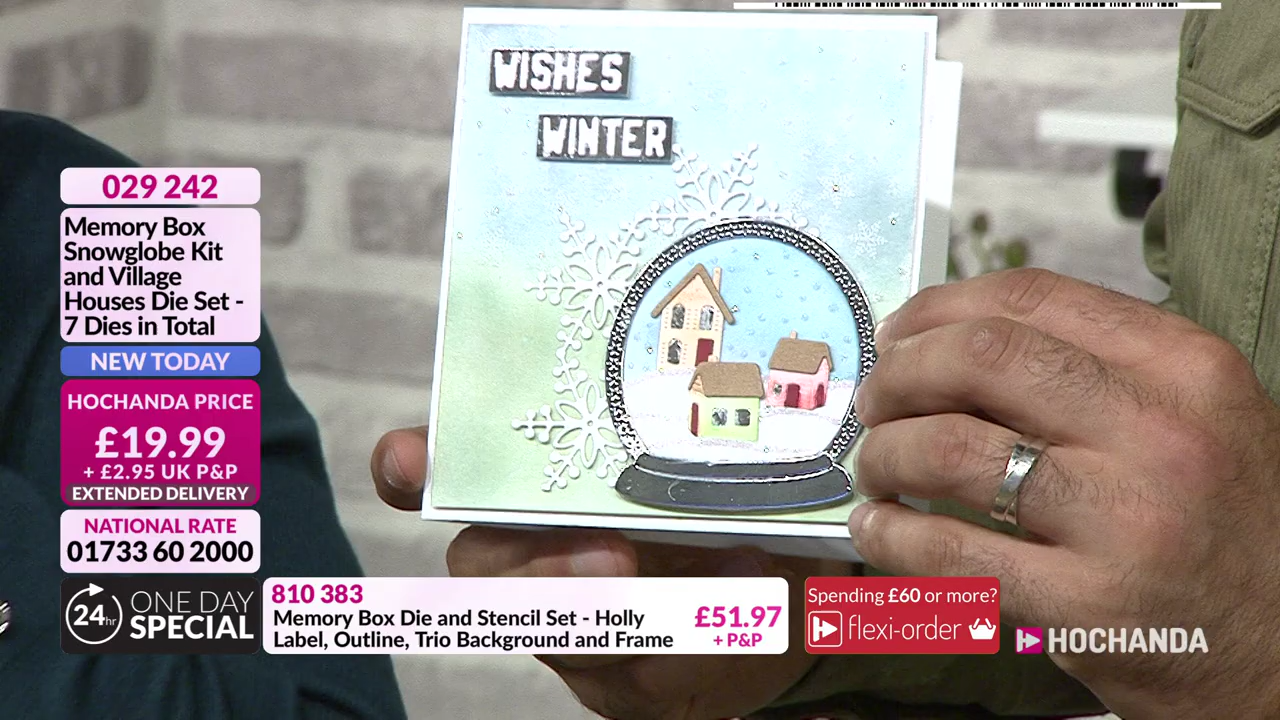 WISHES
WINTER
029 242
Memory Box
Snowglobe Kit
and Village
Houses Die Set -
7 Dies in Total
NEW TODAY
HOCHANDA PRICE
£19.99
+ £2.95 UK P&P
EXTENDED DELIVERY
NATIONAL RATE
01733 60 2000
24hr
ONE DAY
SPECIAL
810 383
Memory Box Die and Stencil Set - Holly
Label, Outline, Trio Background and Frame
£51.97
+ P&P
Spending £60 or more?
flexi-order
HOCHANDA